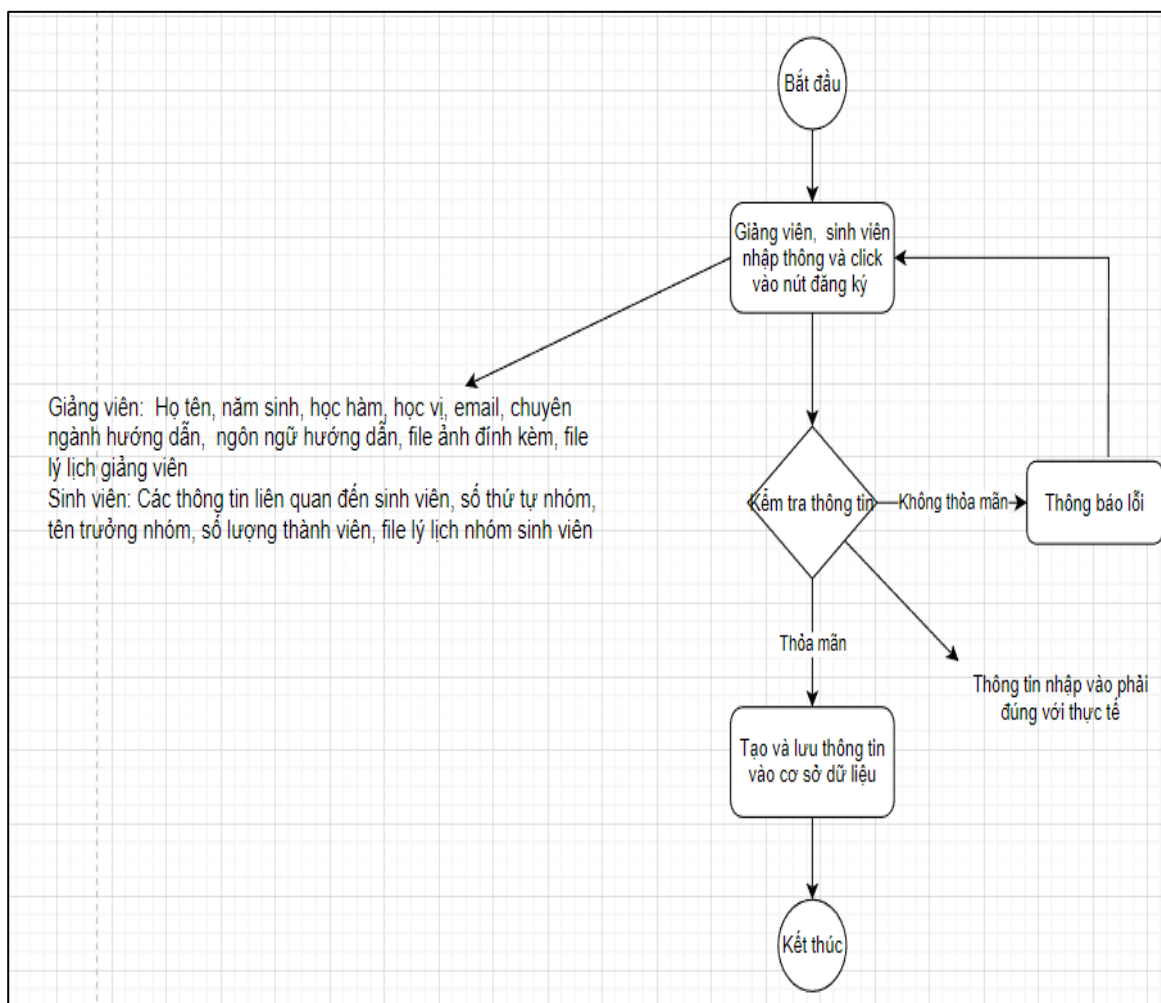 Bắt đầu
Giảng viên, sinh viên
nhập thông và click
vào nút đăng ký
Giảng viên: Họ tên, năm sinh, học hàm, học vị, email, chuyên
ngành hướng dẫn, ngôn ngữ hướng dẫn, file ảnh đính kèm, file
lý lịch giảng viên
Sinh viên: Các thông tin liên quan đến sinh viên, số thứ tự nhóm,
tên trưởng nhóm, số lượng thành viên, file lý lịch nhóm sinh viên
Kểm tra thông tin
Không thỏa mãn
Thông báo lỗi
Thỏa mãn
Thông tin nhập vào phải
đúng với thực tế
Tạo và lưu thông tin
vào cơ sở dữ liệu
Kết thúc